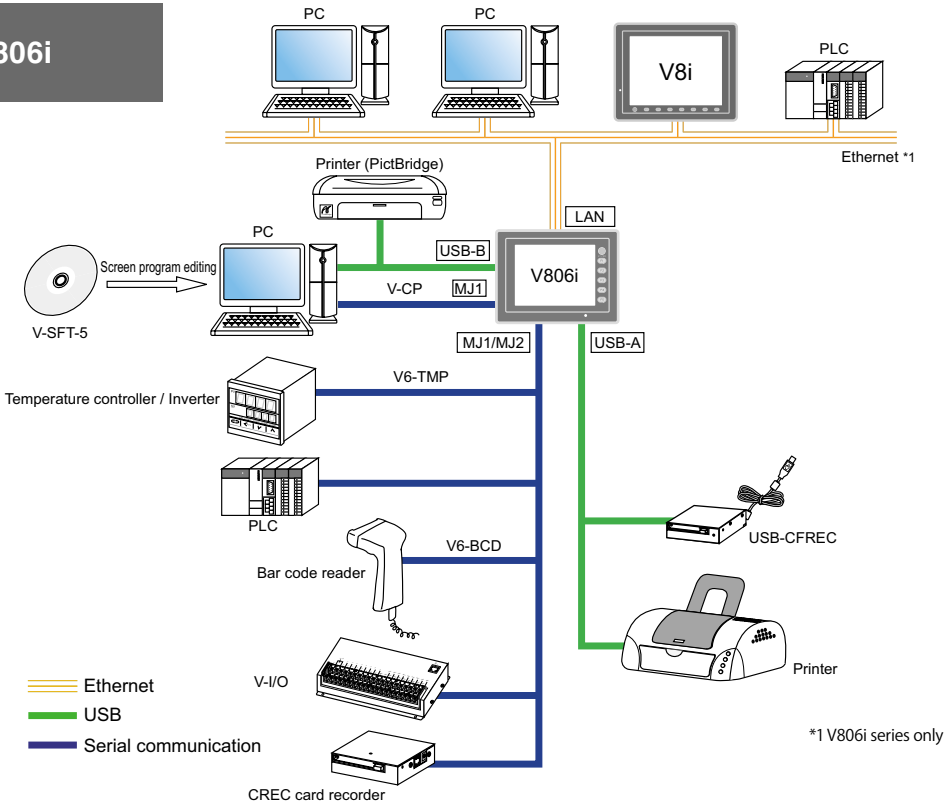 806i
PC
PC
V8i
PLC
Ethernet *1
Printer (PictBridge)
LAN
PC
USB-B
V806i
Screen program editing
V-CP
MJ1
V-SFT-5
MJ1/MJ2
USB-A
V6-TMP
Temperature controller / Inverter
PLC
USB-CFREC
V6-BCD
Bar code reader
Printer
V-I/O
Ethernet
USB
Serial communication
*1 V806i series only
CREC card recorder